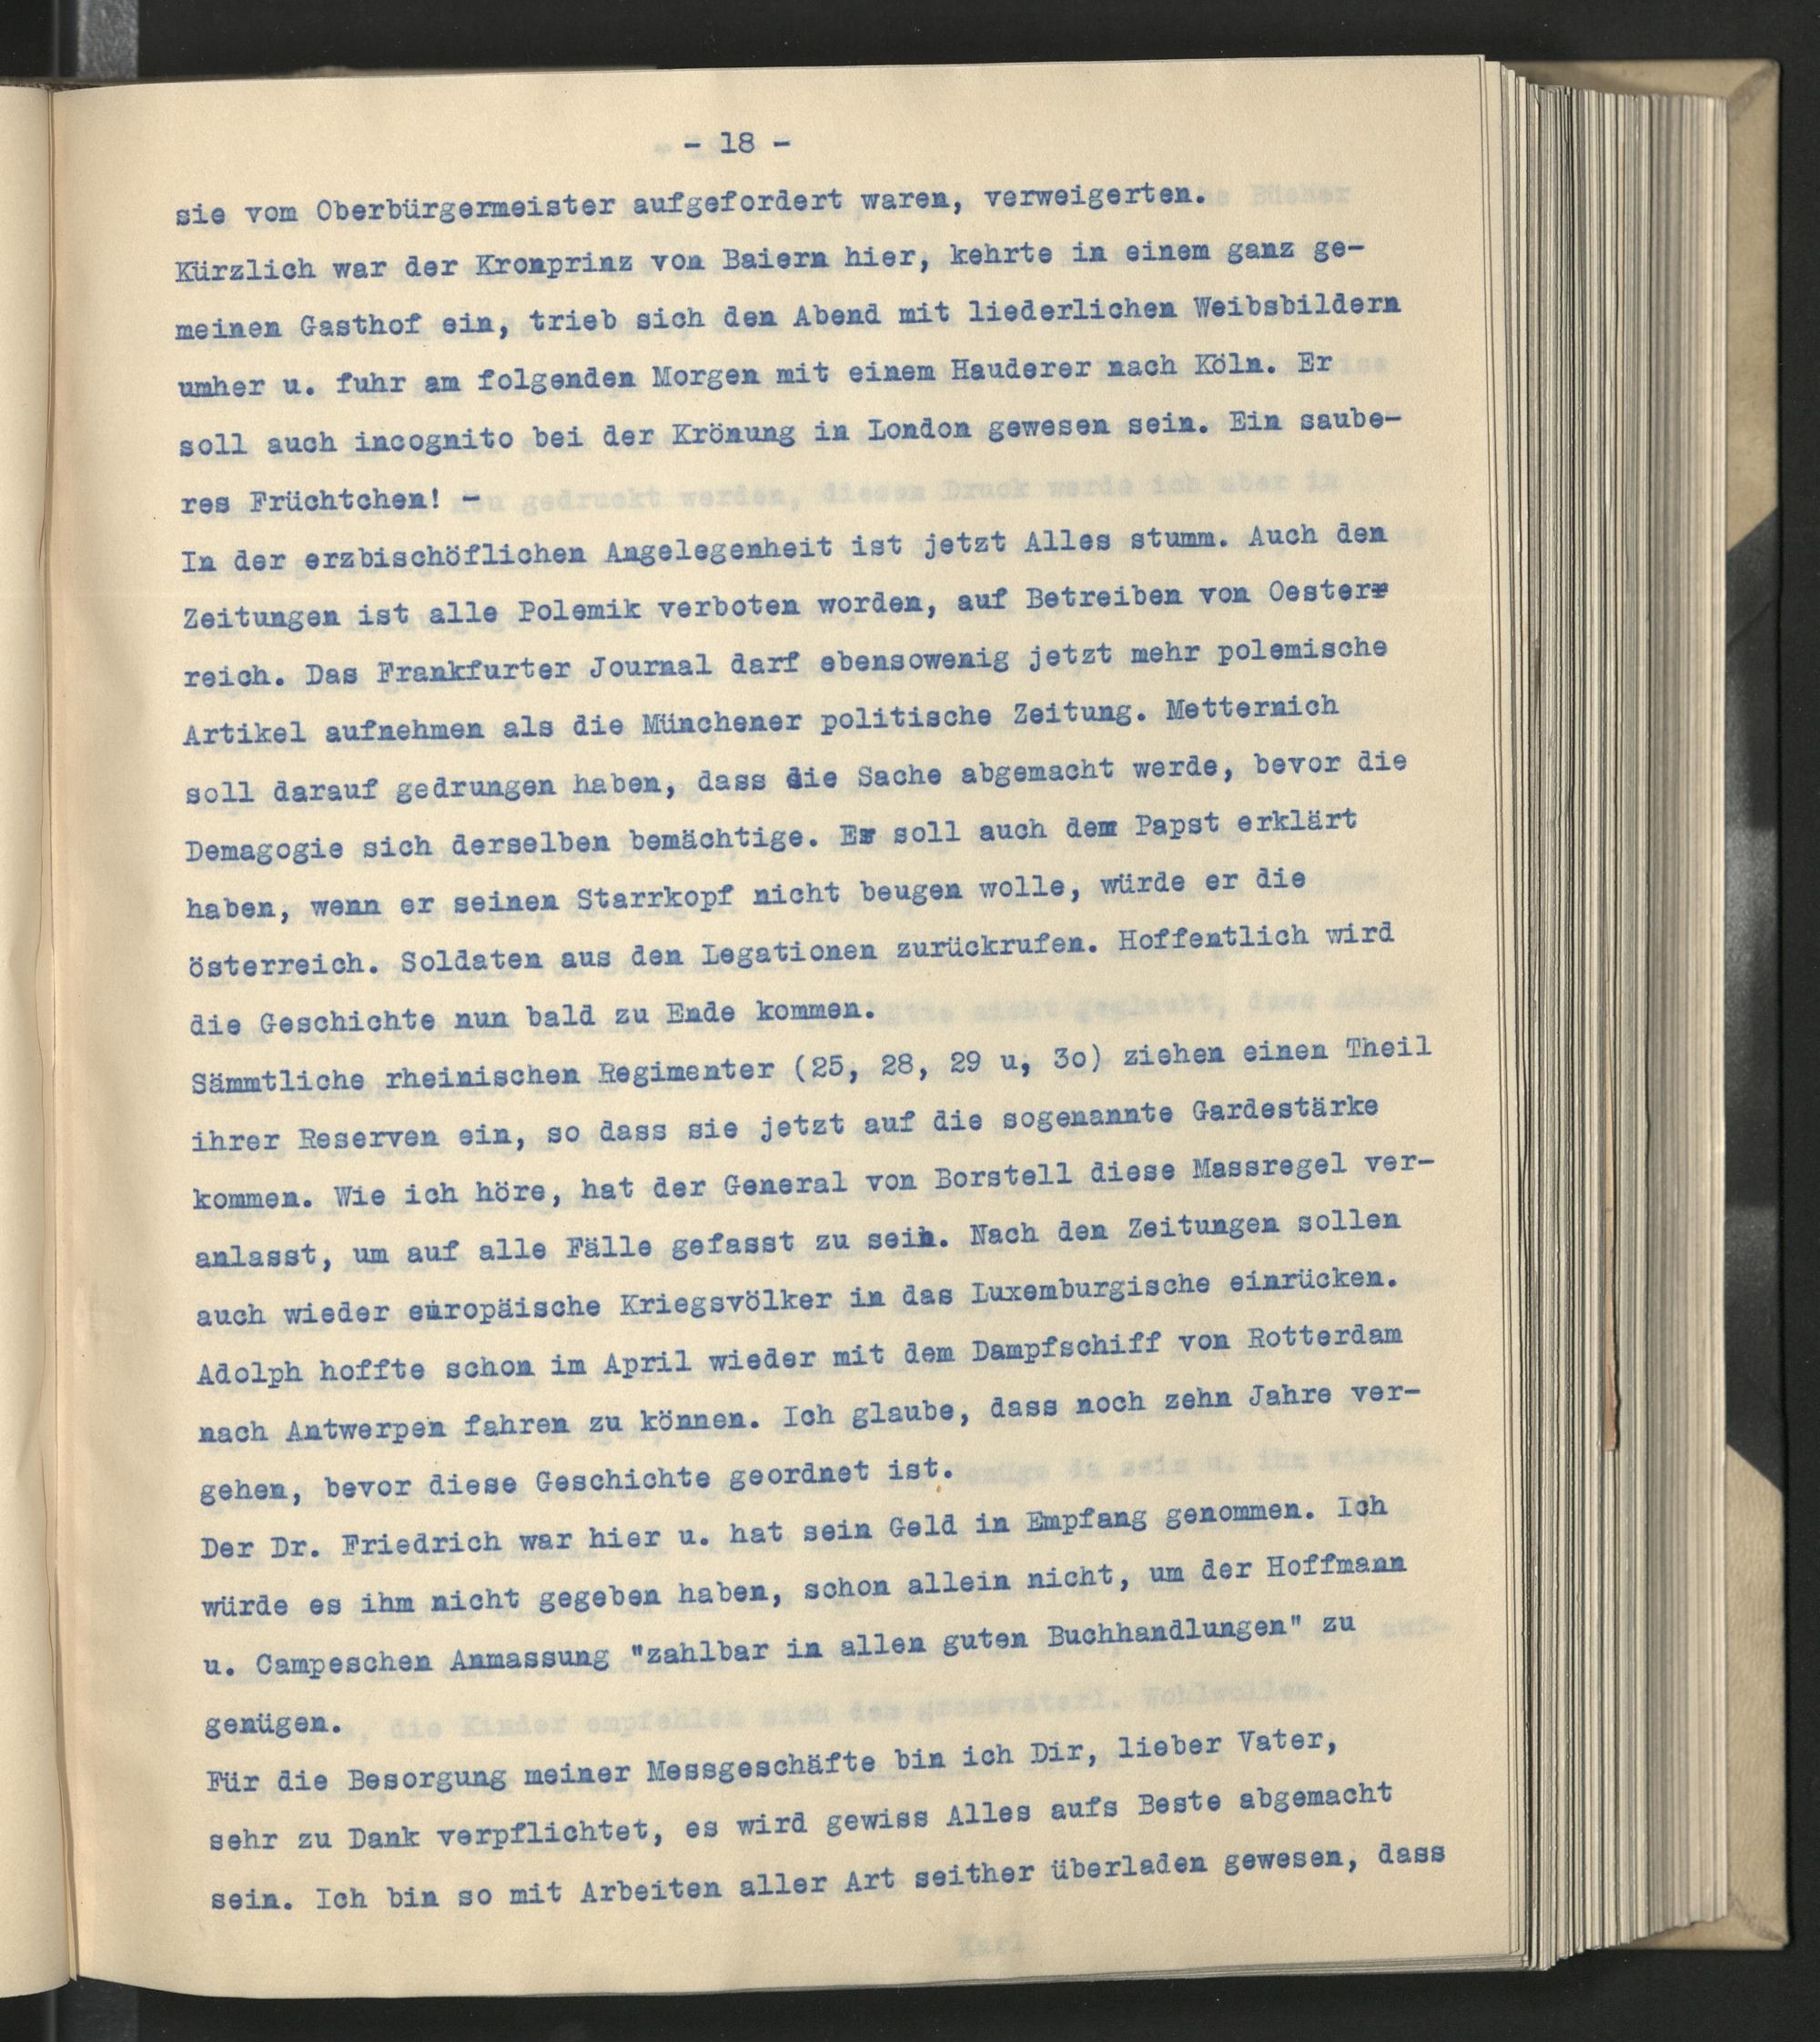 - 18 -
sie vom Oberbürgermeister aufgefordert waren, verweigerten.
Kürzlich war der Kronprinz von Baiern hier, kehrte in einem ganz ge-
meinen Gasthof ein, trieb sich den Abend mit liederlichen Weibsbildern
umher u. fuhr am folgenden Morgen mit einem Hauderer nach Köln. Er
soll auch incognito bei der Krönung in London gewesen sein. Ein saube-
res Früchtchen! -
In der erzbischöflichen Angelegenheit ist jetzt Alles stumm. Auch den
Zeitungen ist alle Polemik verboten worden, auf Betreiben von Oester-
reich. Das Frankfurter Journal darf ebensowenig jetzt mehr polemische
Artikel aufnehmen als die Münchener politische Zeitung. Metternich
soll darauf gedrungen haben, dass die Sache abgemacht werde, bevor die
Demagogie sich derselben bemächtige. Er soll auch dem Papst erklärt
haben, wenn er seinen Starrkopf nicht beugen wolle, würde er die
österreich. Soldaten aus den Legationen zurückrufen. Hoffentlich wird
die Geschichte nun bald zu Ende kommen.
Sämmtliche rheinischen Regimenter (25, 28, 29 u, 3o) ziehen einen Theil
ihrer Reserven ein, so dass sie jetzt auf die sogenannte Gardestärke
kommen. Wie ich höre, hat der General von Borstell diese Massregel ver-
anlasst, um auf alle Fälle gefasst zu sein. Nach den Zeitungen sollen
auch wieder europäische Kriegsvölker in das Luxemburgische einrücken.
Adolph hoffte schon im April wieder mit dem Dampfschiff von Rotterdam
nach Antwerpen fahren zu können. Ich glaube, dass noch zehn Jahre ver-
gehen, bevor diese Geschichte geordnet ist.
Der Dr. Friedrich war hier u. hat sein Geld in Empfang genommen. Ich
würde es ihm nicht gegeben haben, schon allein nicht, um der Hoffmann
u. Campeschen Anmassung "zahlbar in allen guten Buchhandlungen" zu
genügen.
Für die Besorgung meiner Messgeschäfte bin ich Dir, lieber Vater,
sehr zu Dank verpflichtet, es wird gewiss Alles aufs Beste abgemacht
sein. Ich bin so mit Arbeiten aller Art seither überladen gewesen, dass